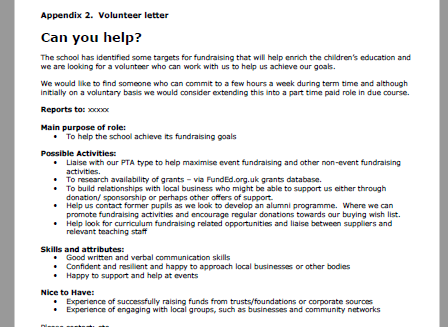 Appendix 2.  Volunteer letter
Can you help?
The school has identified some targets for fundraising that will help enrich the children's education and
we are looking for a volunteer who can work with us to help us achieve our goals.
We would like to find someone who can commit to a few hours a week during term time and although
initially on a voluntary basis we would consider extending this into a part time paid role in due course.
Reports to: xxxxx
Main purpose of role:
• To help the school achieve its fundraising goals
Possible Activities:
• Liaise with our PTA type to help maximise event fundraising and other non-event fundraising
activities.
• To research availability of grants – via FundEd.org.uk grants database.
• To build relationships with local business who might be able to support us either through
donation/ sponsorship or perhaps other offers of support.
• Help us contact former pupils as we look to develop an alumni programme.  Where we can
promote fundraising activities and encourage regular donations towards our buying wish list.
• Help look for curriculum fundraising related opportunities and liaise between suppliers and
relevant teaching staff
Skills and attributes:
• Good written and verbal communication skills
• Confident and resilient and happy to approach local businesses or other bodies
• Happy to support and help at events
Nice to Have:
• Experience of successfully raising funds from trusts/foundations or corporate sources
• Experience of engaging with local groups, such as businesses and community networks